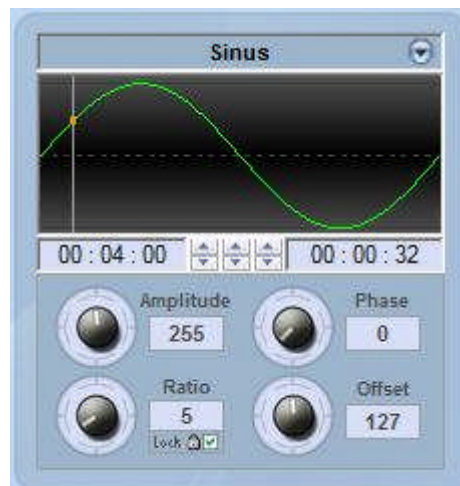 Sinus
00 : 04 : 00 00 : 00 : 32
Amplitude Phase
255 0
Ratio Offset
5 127
Lock